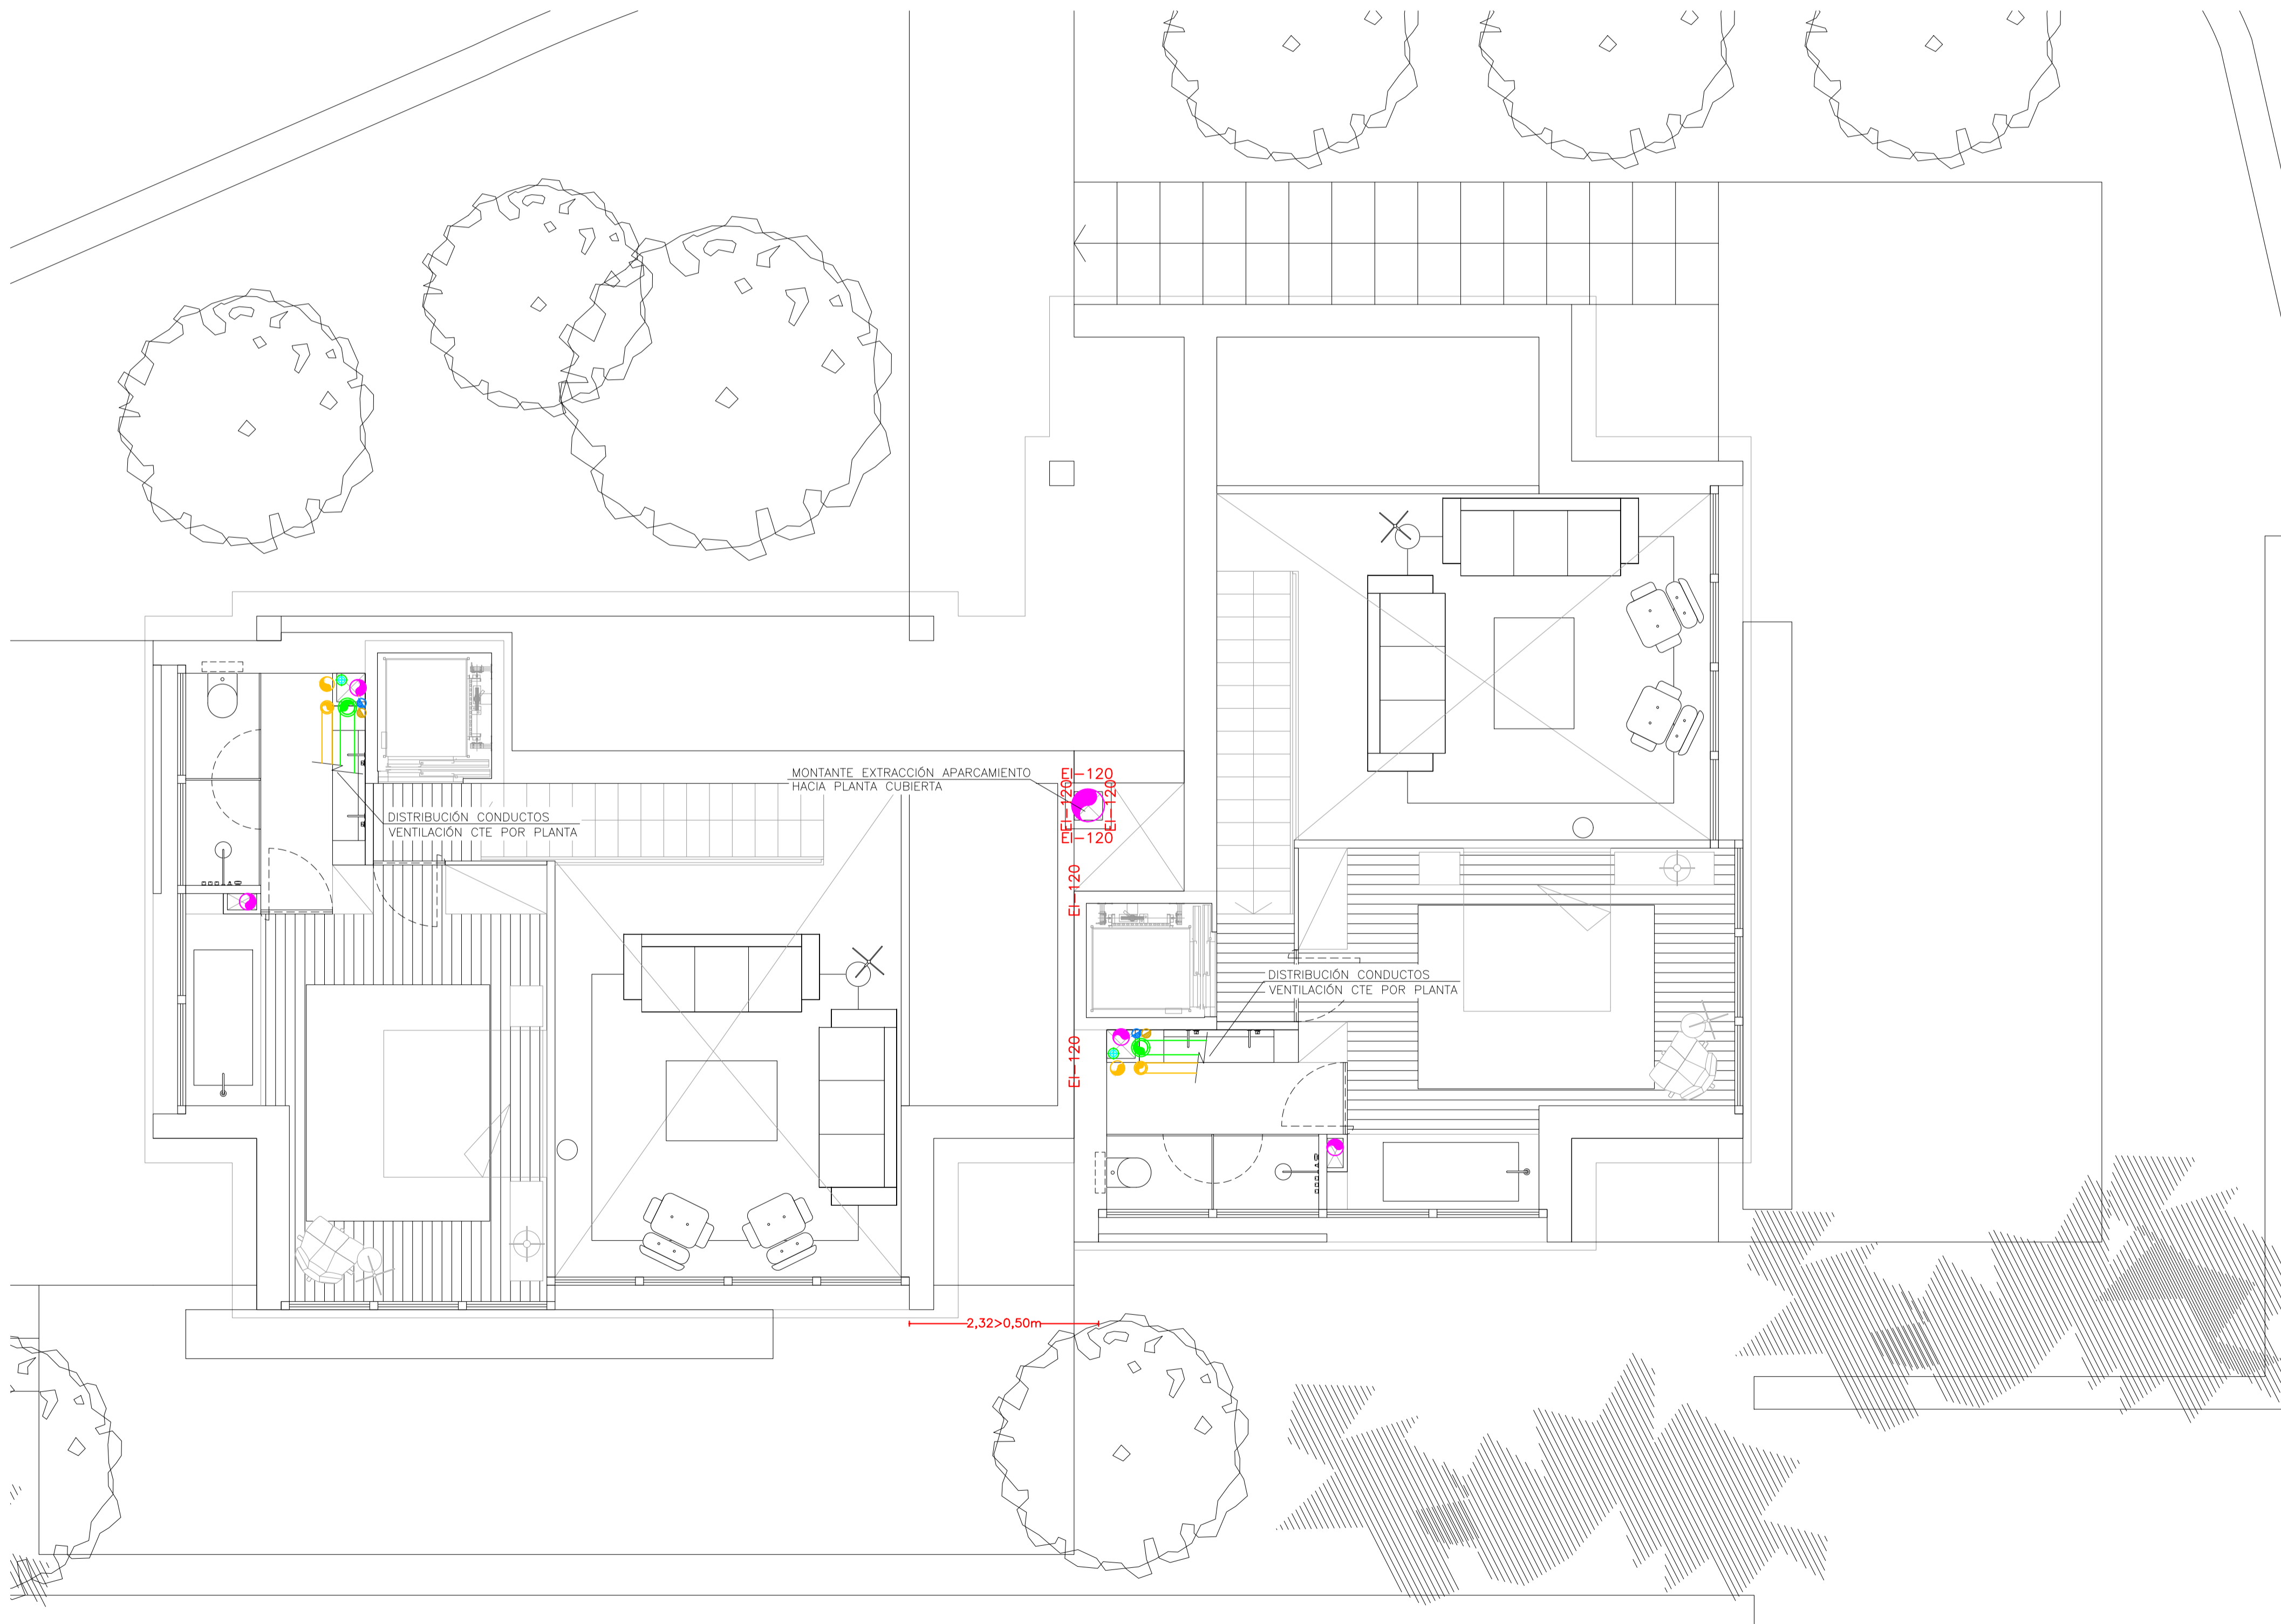 MONTANTE EXTRACCIÓN APARCAMIENTO
HACIA PLANTA CUBIERTA
EI-120
EI-120
EI-120
EI-120
DISTRIBUCIÓN CONDUCTOS
VENTILACIÓN CTE POR PLANTA
EI-120
DISTRIBUCIÓN CONDUCTOS
VENTILACIÓN CTE POR PLANTA
EI-120
2,32>0,50m